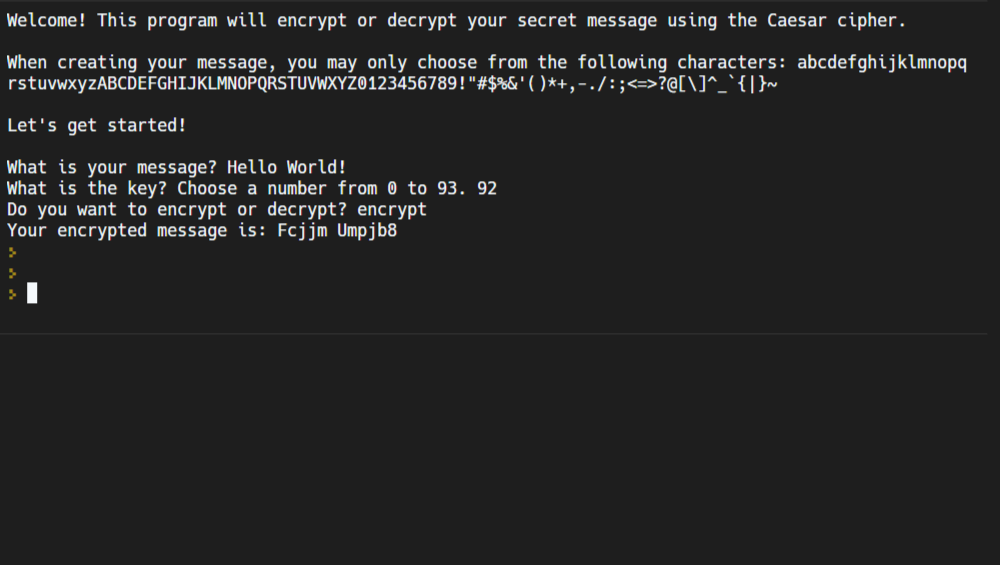 Welcome! This program will encrypt or decrypt your secret message using the Caesar cipher.
When creating your message, you may only choose from the following characters: abcdefghijklmnopq
rstuvwxyzABCDEFGHIJKLMNOPQRSTUVWXYZ0123456789!"#$%&'()*+,-./:;<=>?@[\]^_`{|}~
Let's get started!
What is your message? Hello World!
What is the key? Choose a number from 0 to 93. 92
Do you want to encrypt or decrypt? encrypt
Your encrypted message is: Fcjjm Umpjb8
>
>
>